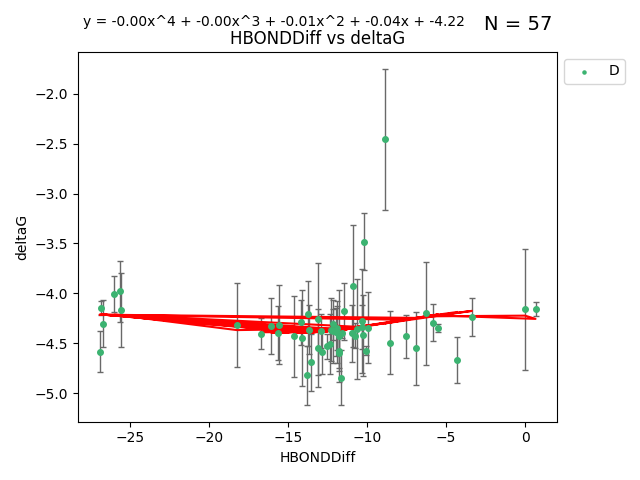 y = -0.00x^4 + -0.00x^3 + -0.01x^2 + -0.04x + -4.22
N = 57
HBONDDiff vs deltaG
D
−2.0
−2.5
−3.0
−3.5
−4.0
−4.5
−5.0
deltaG
−25
−20
−15
−10
−5
0
HBONDDiff